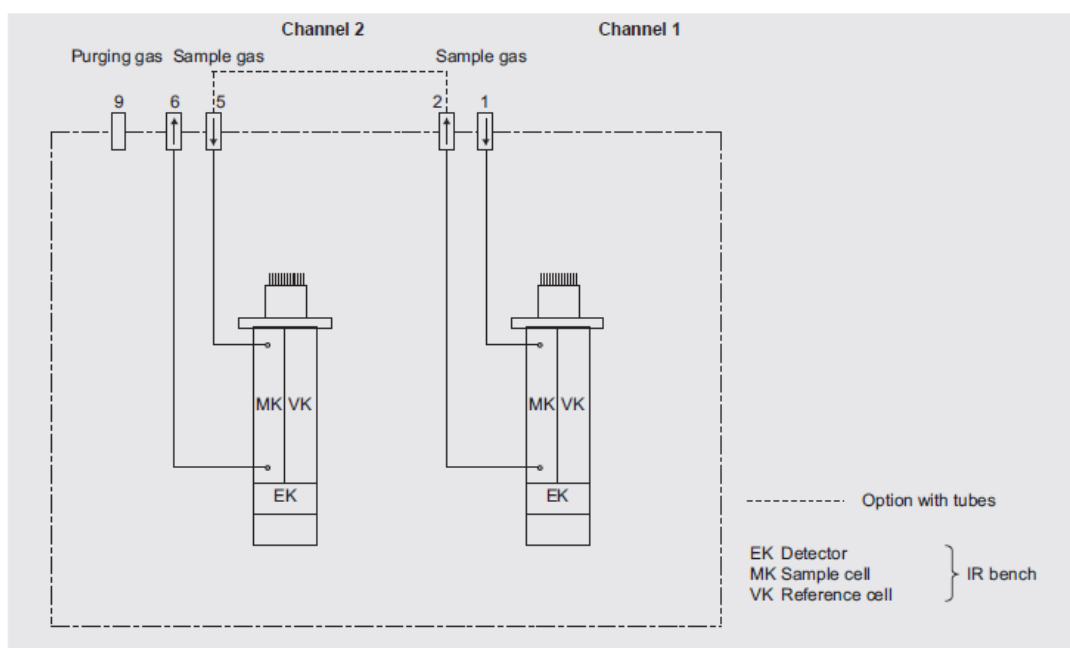 Channel 2 Channel 1
Purging gas Sample gas Sample gas
9 6 5 2 1
MK VK MK VK
EK EK
Option with tubes
EK Detector
MK Sample cell
VK Reference cell
IR bench